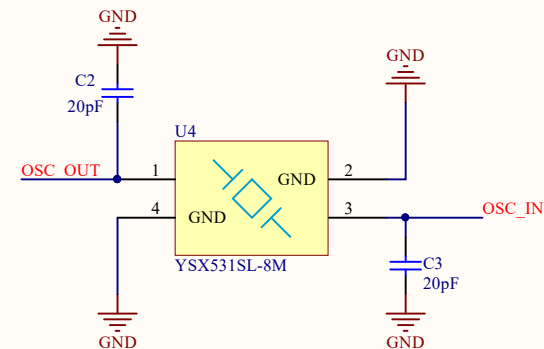 GND
C2
20pF
GND
U4
OSC_OUT
1
GND
2
4
GND
3
OSC_IN
YSX531SL-8M
C3
20pF
GND
GND